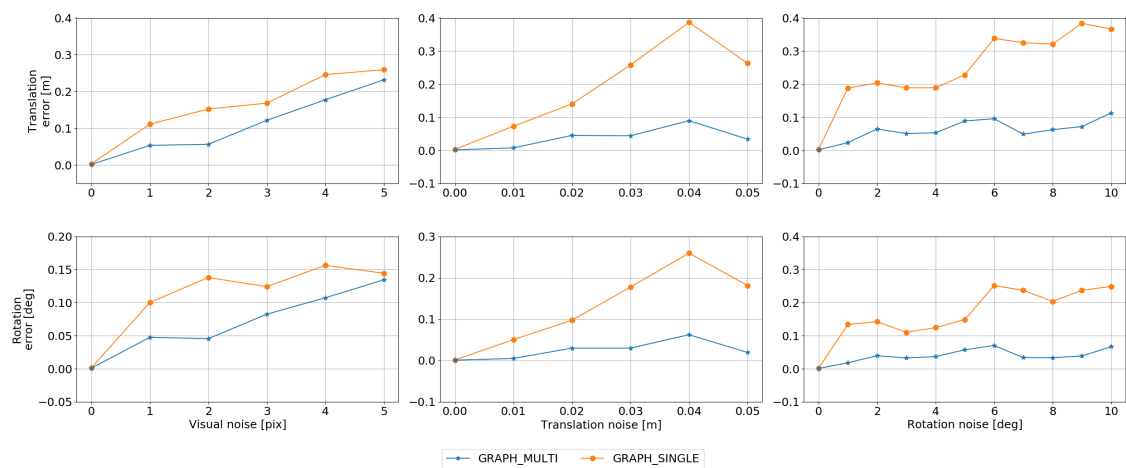 0.4
0.3
0.2
0.1
0.0
Translation
error [m]
0 1 2 3 4 5
0.4
0.3
0.2
0.1
0.0
−0.1
0.00 0.01 0.02 0.03 0.04 0.05
0.4
0.3
0.2
0.1
0.0
−0.1
0 2 4 6 8 10
0.20
0.15
0.10
0.05
0.00
−0.05
Rotation
error [deg]
0 1 2 3 4 5
Visual noise [pix]
0.3
0.2
0.1
0.0
−0.1
0.00 0.01 0.02 0.03 0.04 0.05
Translation noise [m]
0.4
0.3
0.2
0.1
0.0
−0.1
0 2 4 6 8 10
Rotation noise [deg]
GRAPH_MULTI GRAPH_SINGLE